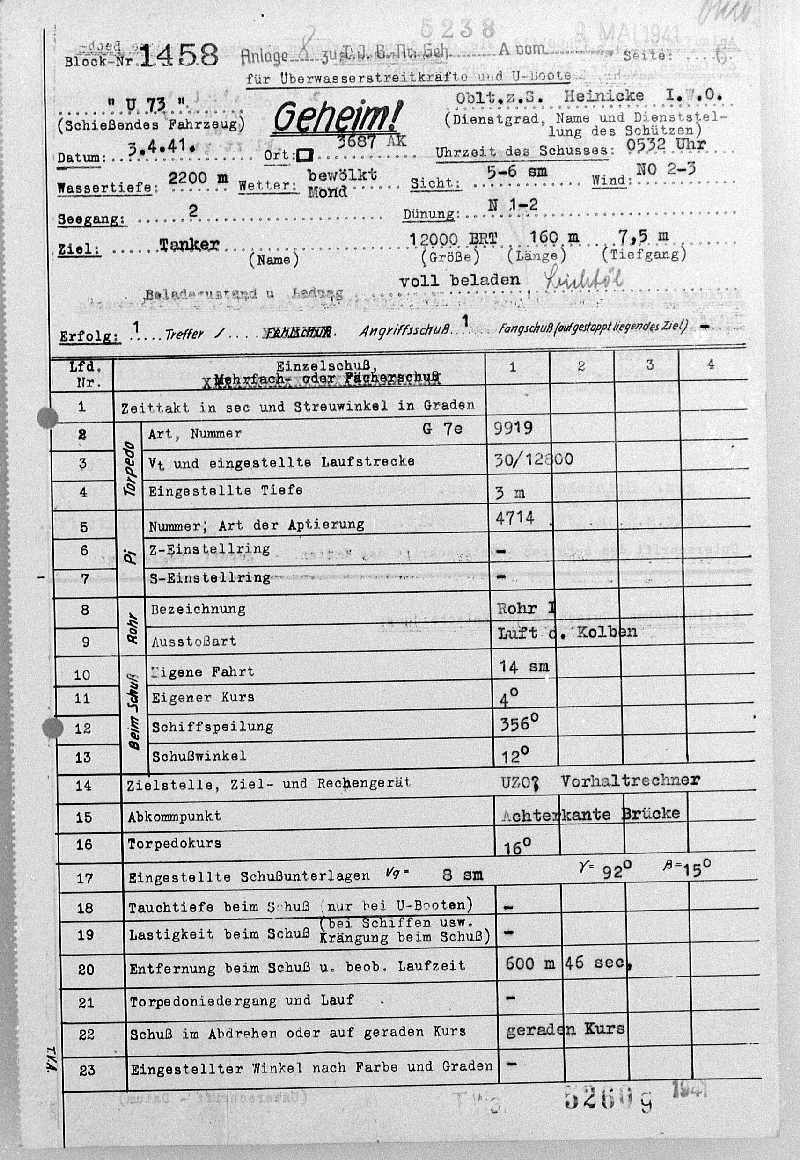 5238
MAI 1941
Block-Nr. 1458 Anlage 8 zu T.I.B.-Nr. Geh. A vom Seite: 6
für Überwasserstreitkräfte und U-Boote
" U 73 ". Geheim! Oblt.z.S. Heinicke I.W.O.
(Schießendes Fahrzeug) (Dienstgrad, Name und Dienststel-
lung des Schützen)
Datum: 3.4.41. Ort: 3687 AK Uhrzeit des Schusses: 0532 Uhr
Wassertiefe: 2200 m Wetter: bewölkt Mond Sicht: 5-6 sm Wind: NO 2-3
Seegang: 2 Dünung: N 1-2
Ziel: Tanker 12000 BRT 160 m 7,5 m
(Name) (Größe) (Länge) (Tiefgang)
Beladezustand u Ladung voll beladen Leichtöl
Erfolg: 1 Treffer / Fehlschuß. Angriffsschuß 1 Fangschuß (auf gestoppt liegendes Ziel) -
Lfd. Nr. Einzelschuß, Mehrfach- oder Fächerschuß 1 2 3 4
1 Zeittakt in sec und Streuwinkel in Graden
Torpedo
2 Art, Nummer G 7e 9919
3 Vt und eingestellte Laufstrecke 30/12800
4 Eingestellte Tiefe 3 m
Pi
5 Nummer, Art der Aptierung 4714
6 Z-Einstellring -
7 S-Einstellring -
Rohr
8 Bezeichnung Rohr I
9 Ausstoßart Luft d. Kolben
Beim Schuß
10 Eigene Fahrt 14 sm
11 Eigener Kurs 4°
12 Schiffspeilung 356°
13 Schußwinkel 12°
14 Zielstelle, Ziel- und Rechengerät UZO, Vorhaltrechner
15 Abkommpunkt Achterkante Brücke
16 Torpedokurs 16°
17 Eingestellte Schußunterlagen Vg= 8 sm γ= 92° β=15°
18 Tauchtiefe beim Schuß (nur bei U-Booten) -
19 Lastigkeit beim Schuß (bei Schiffen usw. Krängung beim Schuß) -
20 Entfernung beim Schuß u. beob. Laufzeit 600 m 46 sec,
21 Torpedoniedergang und Lauf -
22 Schuß im Abdrehen oder auf geraden Kurs geraden Kurs
23 Eingestellter Winkel nach Farbe und Graden -
TVA.
5260g 1941